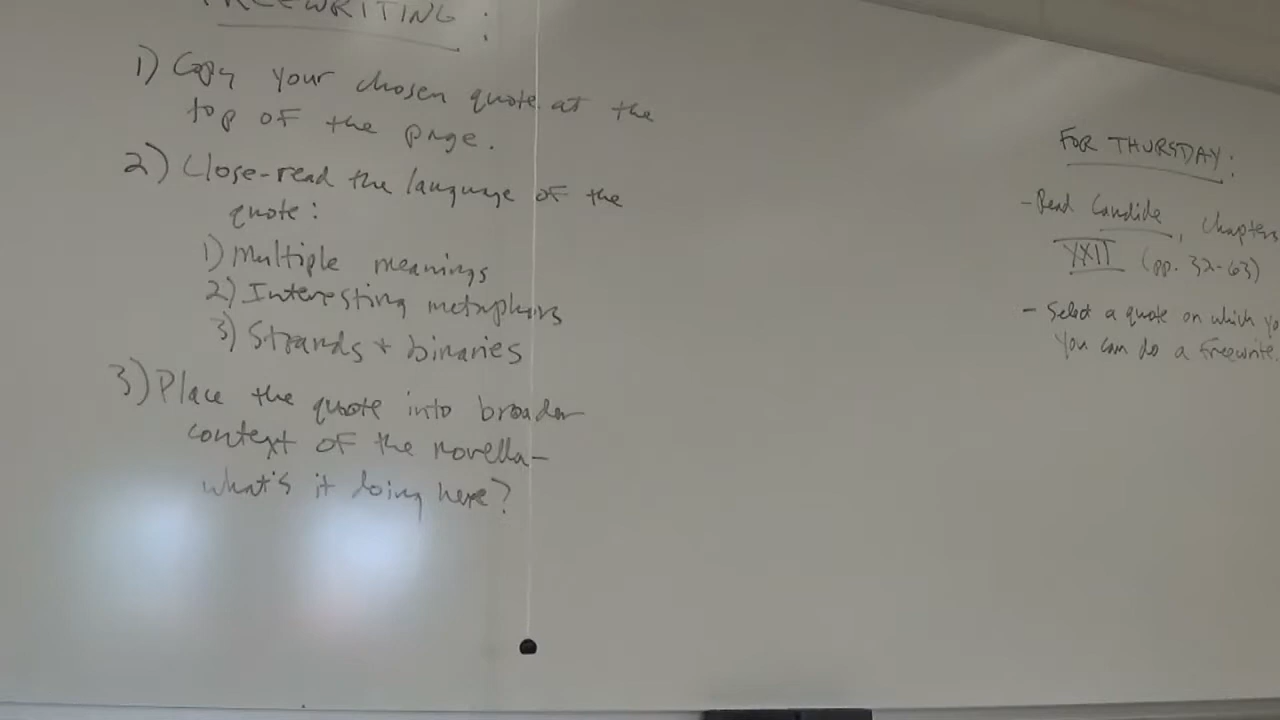 FREEWRITING:
1) Copy your chosen quote at the
top of the page.
2) Close-read the language of the
quote:
1) Multiple meanings
2) Interesting metaphors
3) Strands + binaries
3) Place the quote into broader
context of the novella-
what's it doing here?
FOR THURSDAY:
- Read Candide, Chapters
XXII (pp. 32-63)
- Select a quote on which yo
you can do a freewrite.